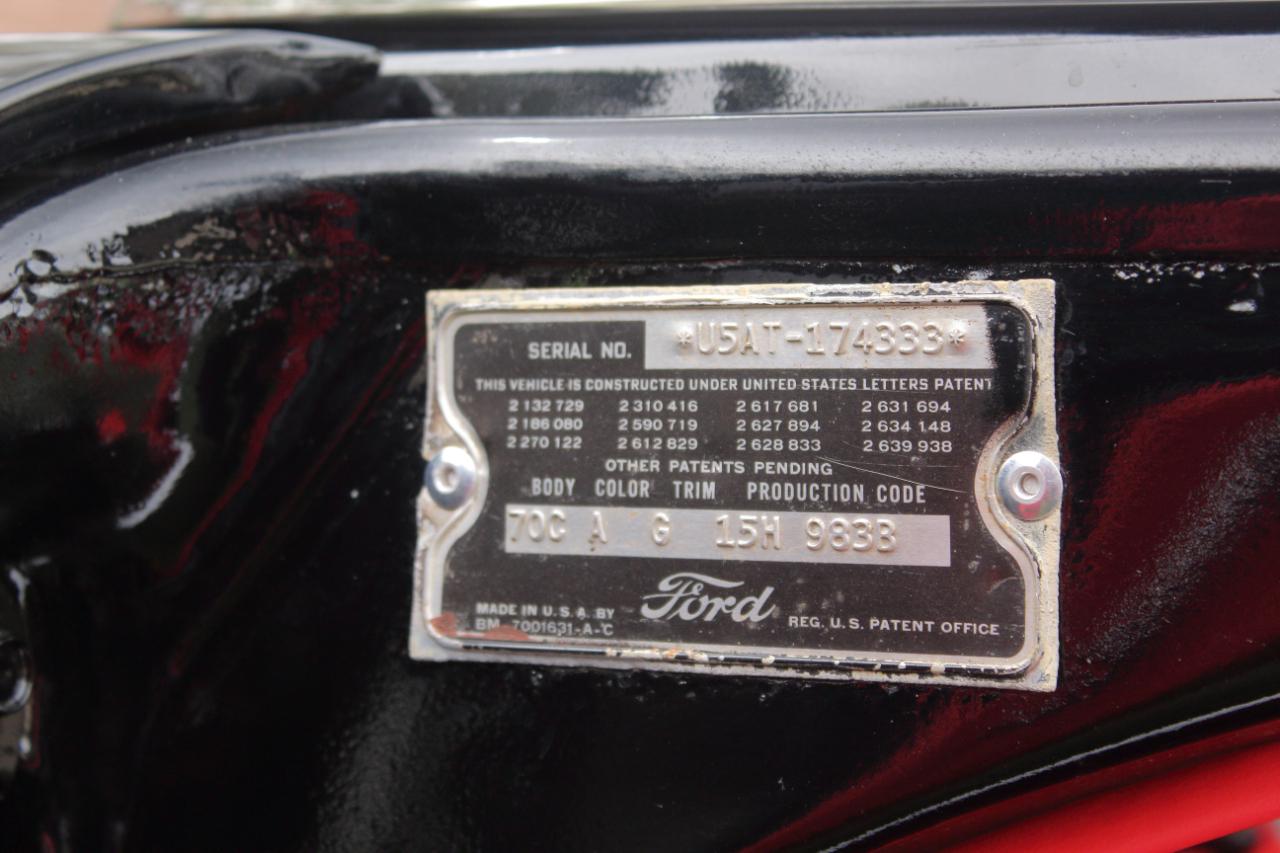 SERIAL NO. *U5AT-174333*
THIS VEHICLE IS CONSTRUCTED UNDER UNITED STATES LETTERS PATENT
2 132 729 2 310 416 2 617 681 2 631 694
2 186 080 2 590 719 2 627 894 2 634 148
2 270 122 2 612 829 2 628 833 2 639 938
OTHER PATENTS PENDING
BODY COLOR TRIM PRODUCTION CODE
70C A G 15H 983B
MADE IN U.S.A. BY Ford REG. U.S. PATENT OFFICE
BM 7001631-A-C